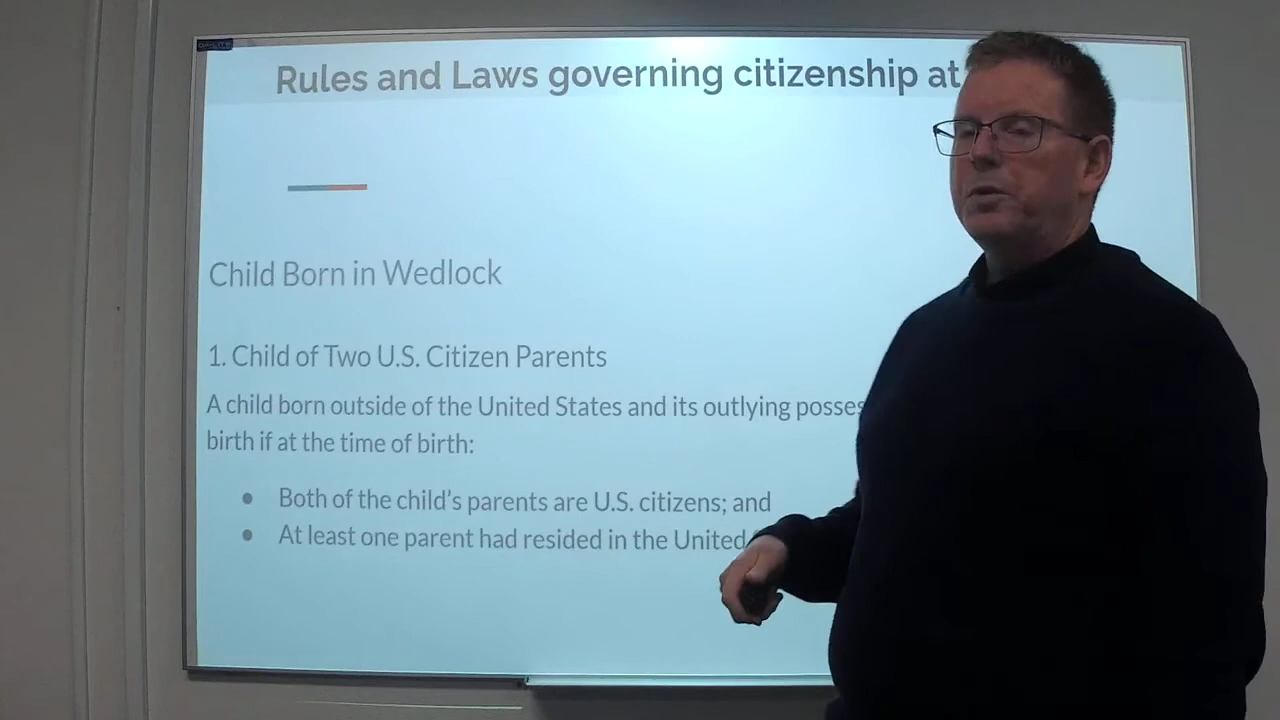 Rules and Laws governing citizenship at
Child Born in Wedlock
1. Child of Two U.S. Citizen Parents
A child born outside of the United States and its outlying posses
birth if at the time of birth:
● Both of the child's parents are U.S. citizens; and
● At least one parent had resided in the United